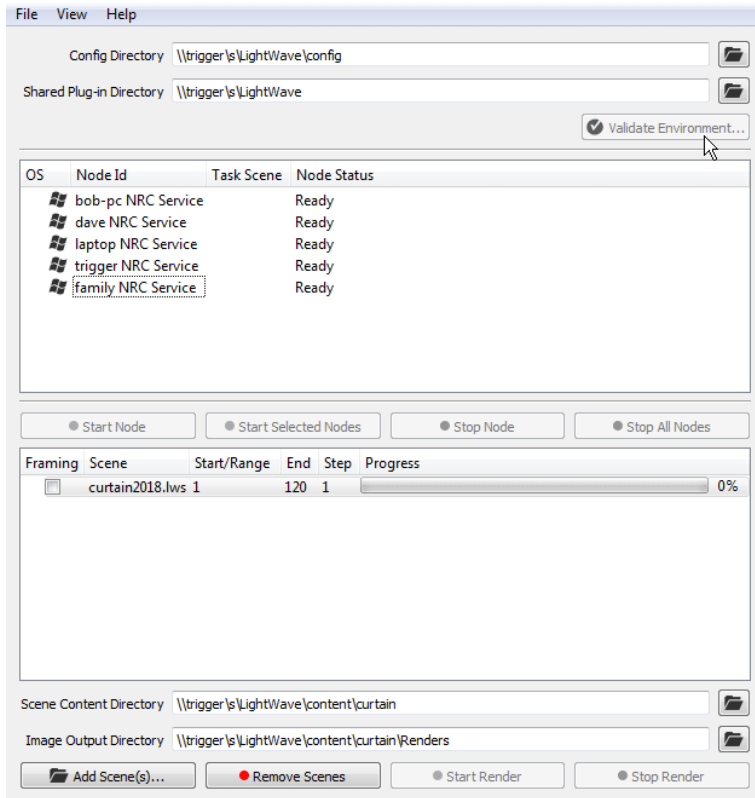 File View Help
Config Directory \\trigger\s\LightWave\config
Shared Plug-in Directory \\trigger\s\LightWave
Validate Environment...
OS Node Id Task Scene Node Status
bob-pc NRC Service Ready
dave NRC Service Ready
laptop NRC Service Ready
trigger NRC Service Ready
family NRC Service Ready
Start Node Start Selected Nodes Stop Node Stop All Nodes
Framing Scene Start/Range End Step Progress
curtain2018.lws 1 120 1 0%
Scene Content Directory \\trigger\s\LightWave\content\curtain
Image Output Directory \\trigger\s\LightWave\content\curtain\Renders
Add Scene(s)... Remove Scenes Start Render Stop Render